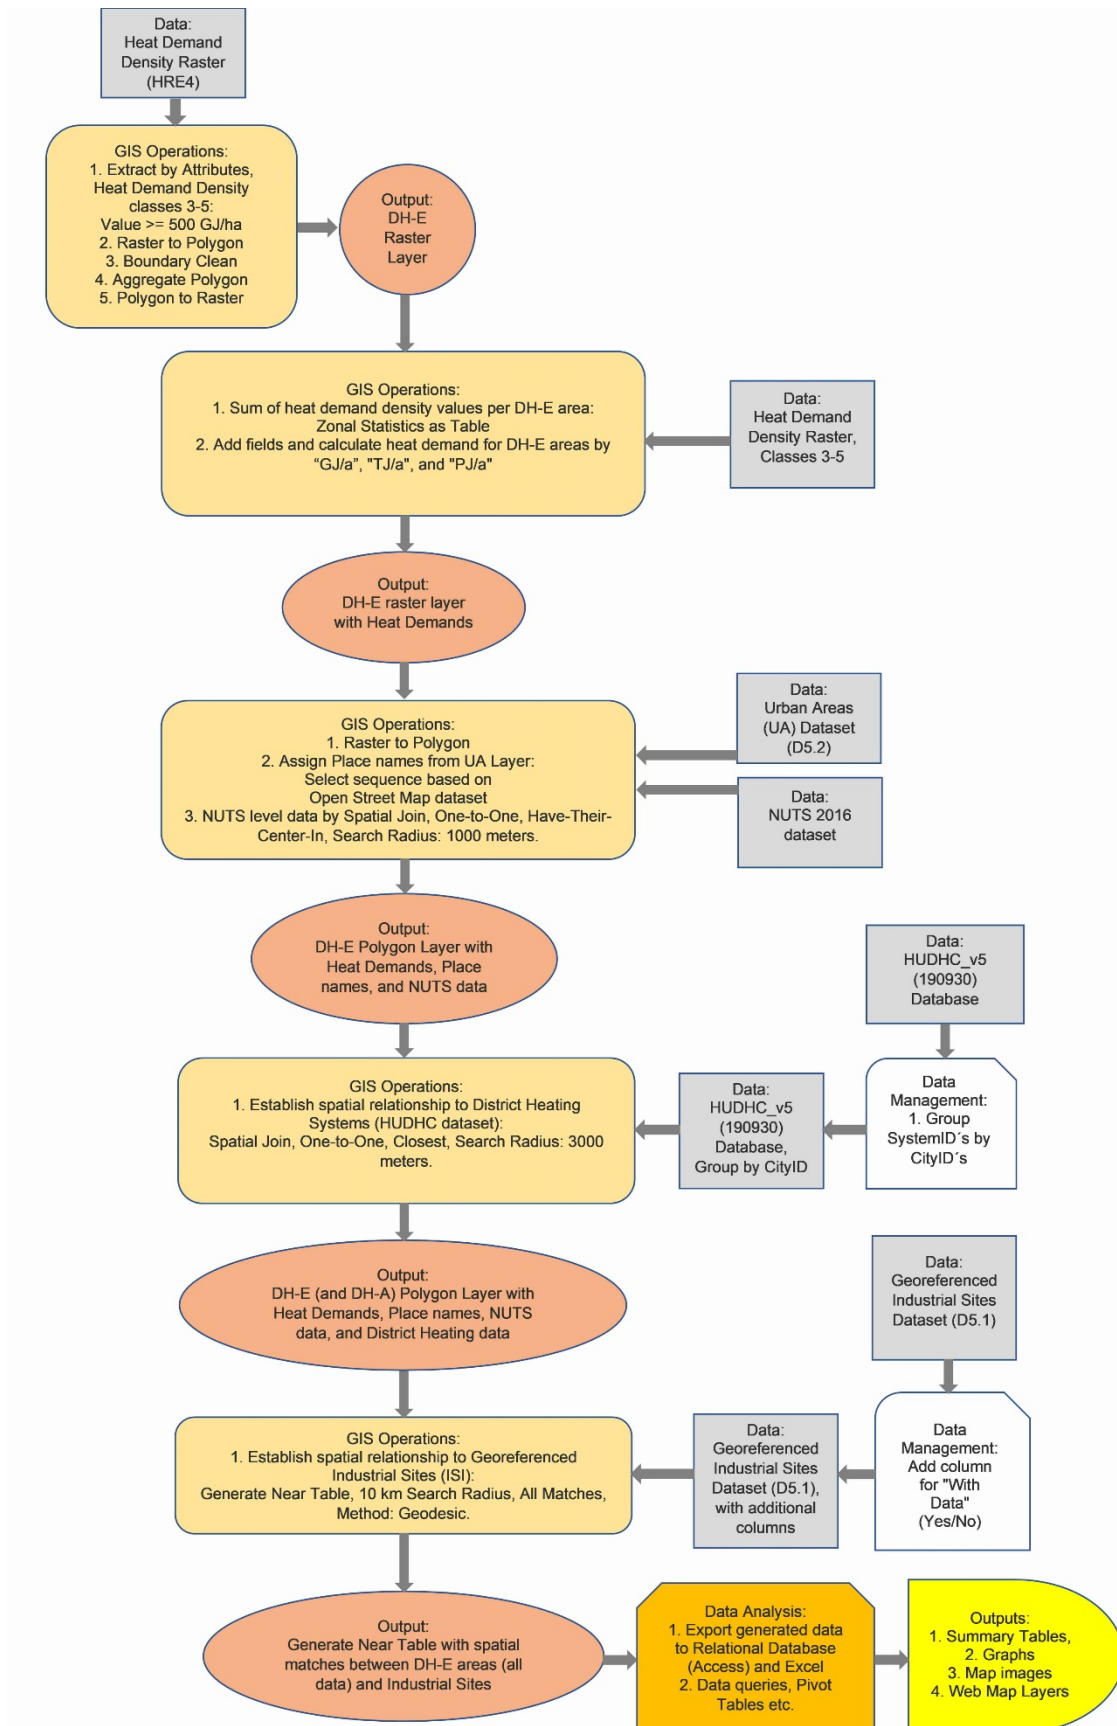 Data:
Heat Demand
Density Raster
(HRE4)
GIS Operations:
1. Extract by Attributes,
Heat Demand Density
classes 3-5:
Value >= 500 GJ/ha
2. Raster to Polygon
3. Boundary Clean
4. Aggregate Polygon
5. Polygon to Raster
Output:
DH-E
Raster
Layer
GIS Operations:
1. Sum of heat demand density values per DH-E area:
Zonal Statistics as Table
2. Add fields and calculate heat demand for DH-E areas by
“GJ/a”, "TJ/a", and "PJ/a"
Data:
Heat Demand
Density Raster,
Classes 3-5
Output:
DH-E raster layer
with Heat Demands
Data:
Urban Areas
(UA) Dataset
(D5.2)
GIS Operations:
1. Raster to Polygon
2. Assign Place names from UA Layer:
Select sequence based on
Open Street Map dataset
3. NUTS level data by Spatial Join, One-to-One, Have-Their-
Center-In, Search Radius: 1000 meters.
Data:
NUTS 2016
dataset
Output:
DH-E Polygon Layer with
Heat Demands, Place
names, and NUTS data
Data:
HUDHC_v5
(190930)
Database
GIS Operations:
1. Establish spatial relationship to District Heating
Systems (HUDHC dataset):
Spatial Join, One-to-One, Closest, Search Radius: 3000
meters.
Data:
HUDHC_v5
(190930)
Database,
Group by CityID
Data
Management:
1. Group
SystemID´s by
CityID´s
Output:
DH-E (and DH-A) Polygon Layer with
Heat Demands, Place names, NUTS
data, and District Heating data
Data:
Georeferenced
Industrial Sites
Dataset (D5.1)
GIS Operations:
1. Establish spatial relationship to Georeferenced
Industrial Sites (ISI):
Generate Near Table, 10 km Search Radius, All Matches,
Method: Geodesic.
Data:
Georeferenced
Industrial Sites
Dataset (D5.1),
with additional
columns
Data
Management:
Add column
for "With
Data"
(Yes/No)
Output:
Generate Near Table with spatial
matches between DH-E areas (all
data) and Industrial Sites
Data Analysis:
1. Export generated data
to Relational Database
(Access) and Excel
2. Data queries, Pivot
Tables etc.
Outputs:
1. Summary Tables,
2. Graphs
3. Map images
4. Web Map Layers